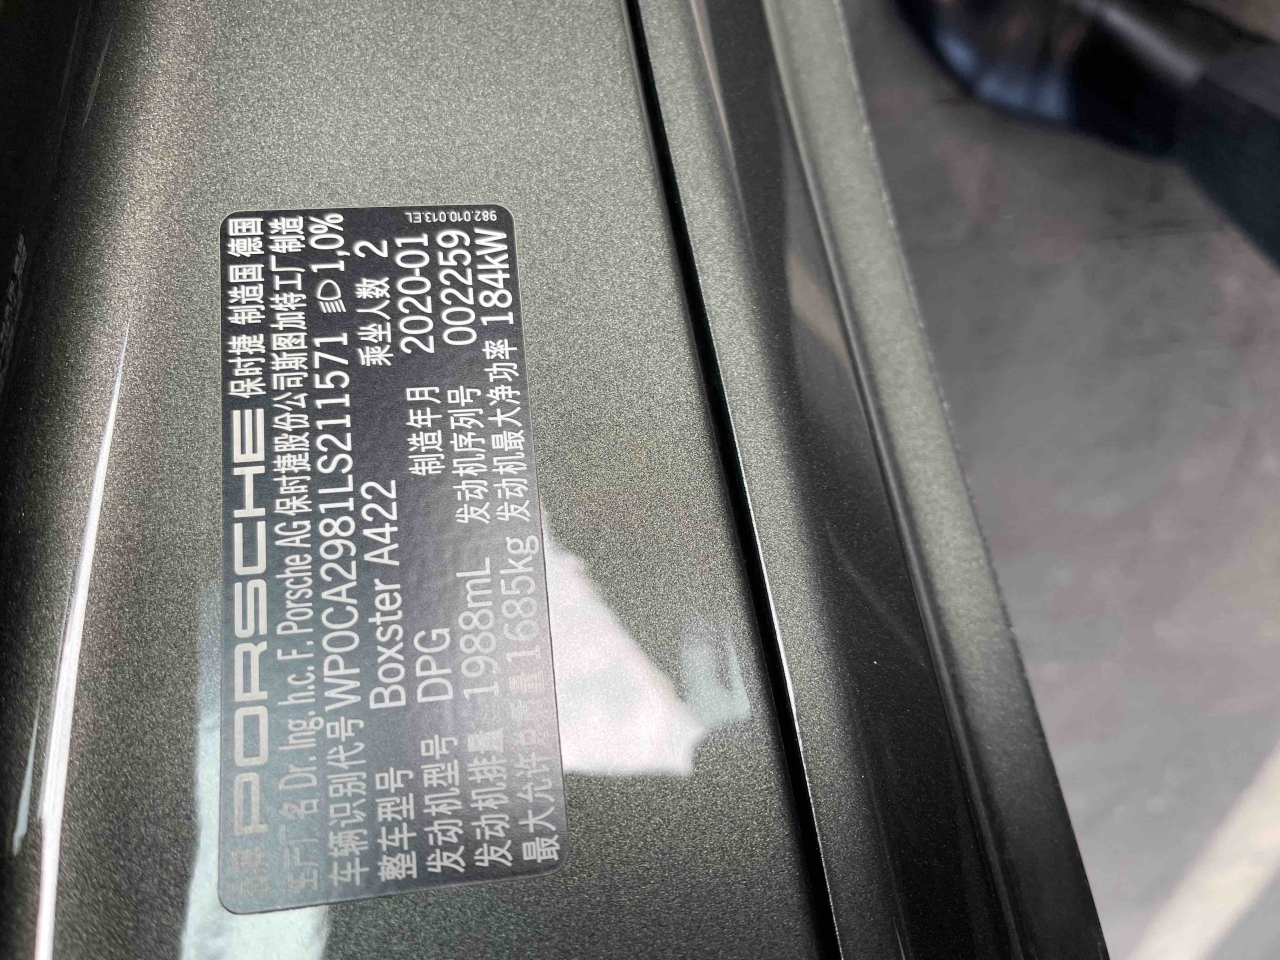 PORSCHE 保时捷 制造国 德国
生产厂名 Dr. Ing. h.c. F. Porsche AG 保时捷股份公司斯图加特工厂制造
车辆识别代号 WP0CA2981LS211571 1,0%
整车型号 Boxster A422 乘坐人数 2
发动机型号 DPG 制造年月 2020-01
发动机排量 1988mL 发动机序列号 002259
最大允许总质量 1685kg 发动机最大净功率 184kW
982.010.013.EL